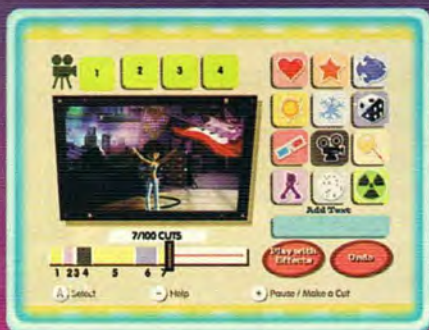 1 2 3 4
Add Text
7/100 CUTS
Play with
Effects
Undo
1 2 3 4 5 6 7
A Select
- Help
+ Pause / Make a Cut